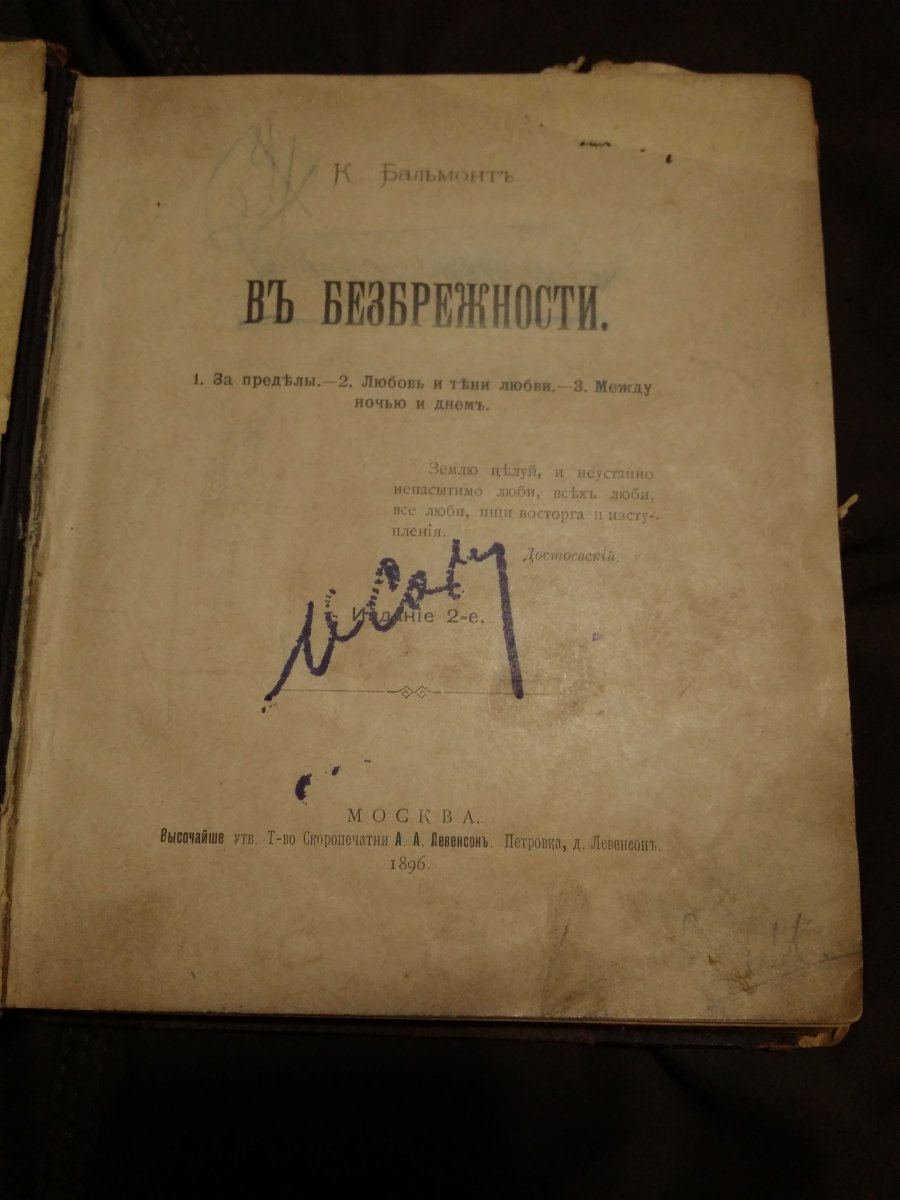 К. Бальмонтъ.
ВЪ БЕЗБРЕЖНОСТИ.
1. За предѣлы.—2. Любовь и тѣни любви.—3. Между
ночью и днемъ.
Землю цѣлуй, и неустанно
ненасытимо люби, всѣхъ люби,
все люби, ищи восторга и изсту-
пленія.
Достоевскій.
Изданіе 2-е.
МОСКВА.
Высочайше утв. Т-во Скоропечатни А. А. Левенсонъ. Петровка, д. Левенсонъ.
1896.